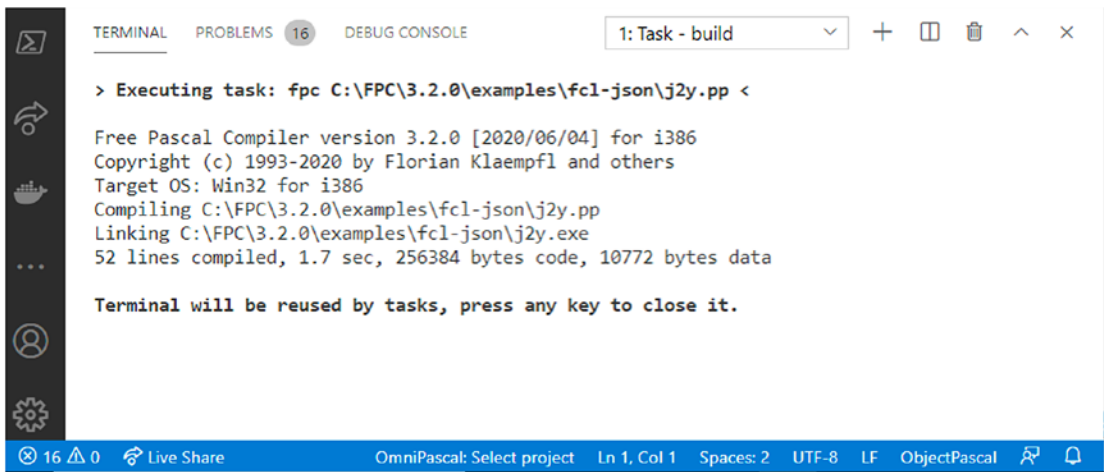 TERMINAL PROBLEMS 16 DEBUG CONSOLE 1: Task - build
> Executing task: fpc C:\FPC\3.2.0\examples\fcl-json\j2y.pp <
Free Pascal Compiler version 3.2.0 [2020/06/04] for i386
Copyright (c) 1993-2020 by Florian Klaempfl and others
Target OS: Win32 for i386
Compiling C:\FPC\3.2.0\examples\fcl-json\j2y.pp
Linking C:\FPC\3.2.0\examples\fcl-json\j2y.exe
52 lines compiled, 1.7 sec, 256384 bytes code, 10772 bytes data
Terminal will be reused by tasks, press any key to close it.
16 0 Live Share OmniPascal: Select project Ln 1, Col 1 Spaces: 2 UTF-8 LF ObjectPascal